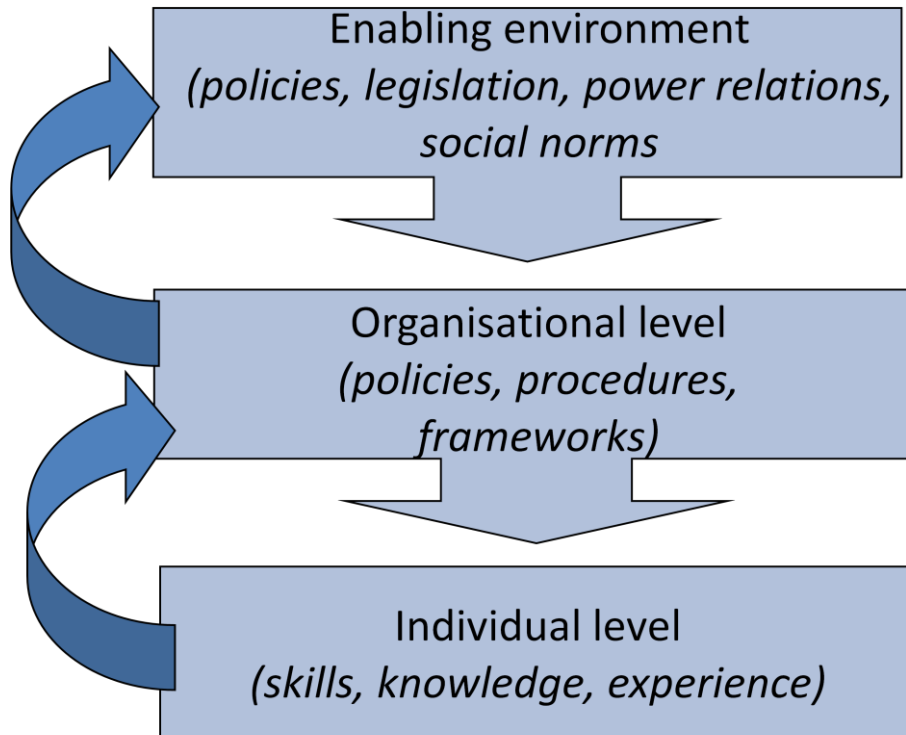 Enabling environment
(policies, legislation, power relations,
social norms
Organisational level
(policies, procedures,
frameworks)
Individual level
(skills, knowledge, experience)